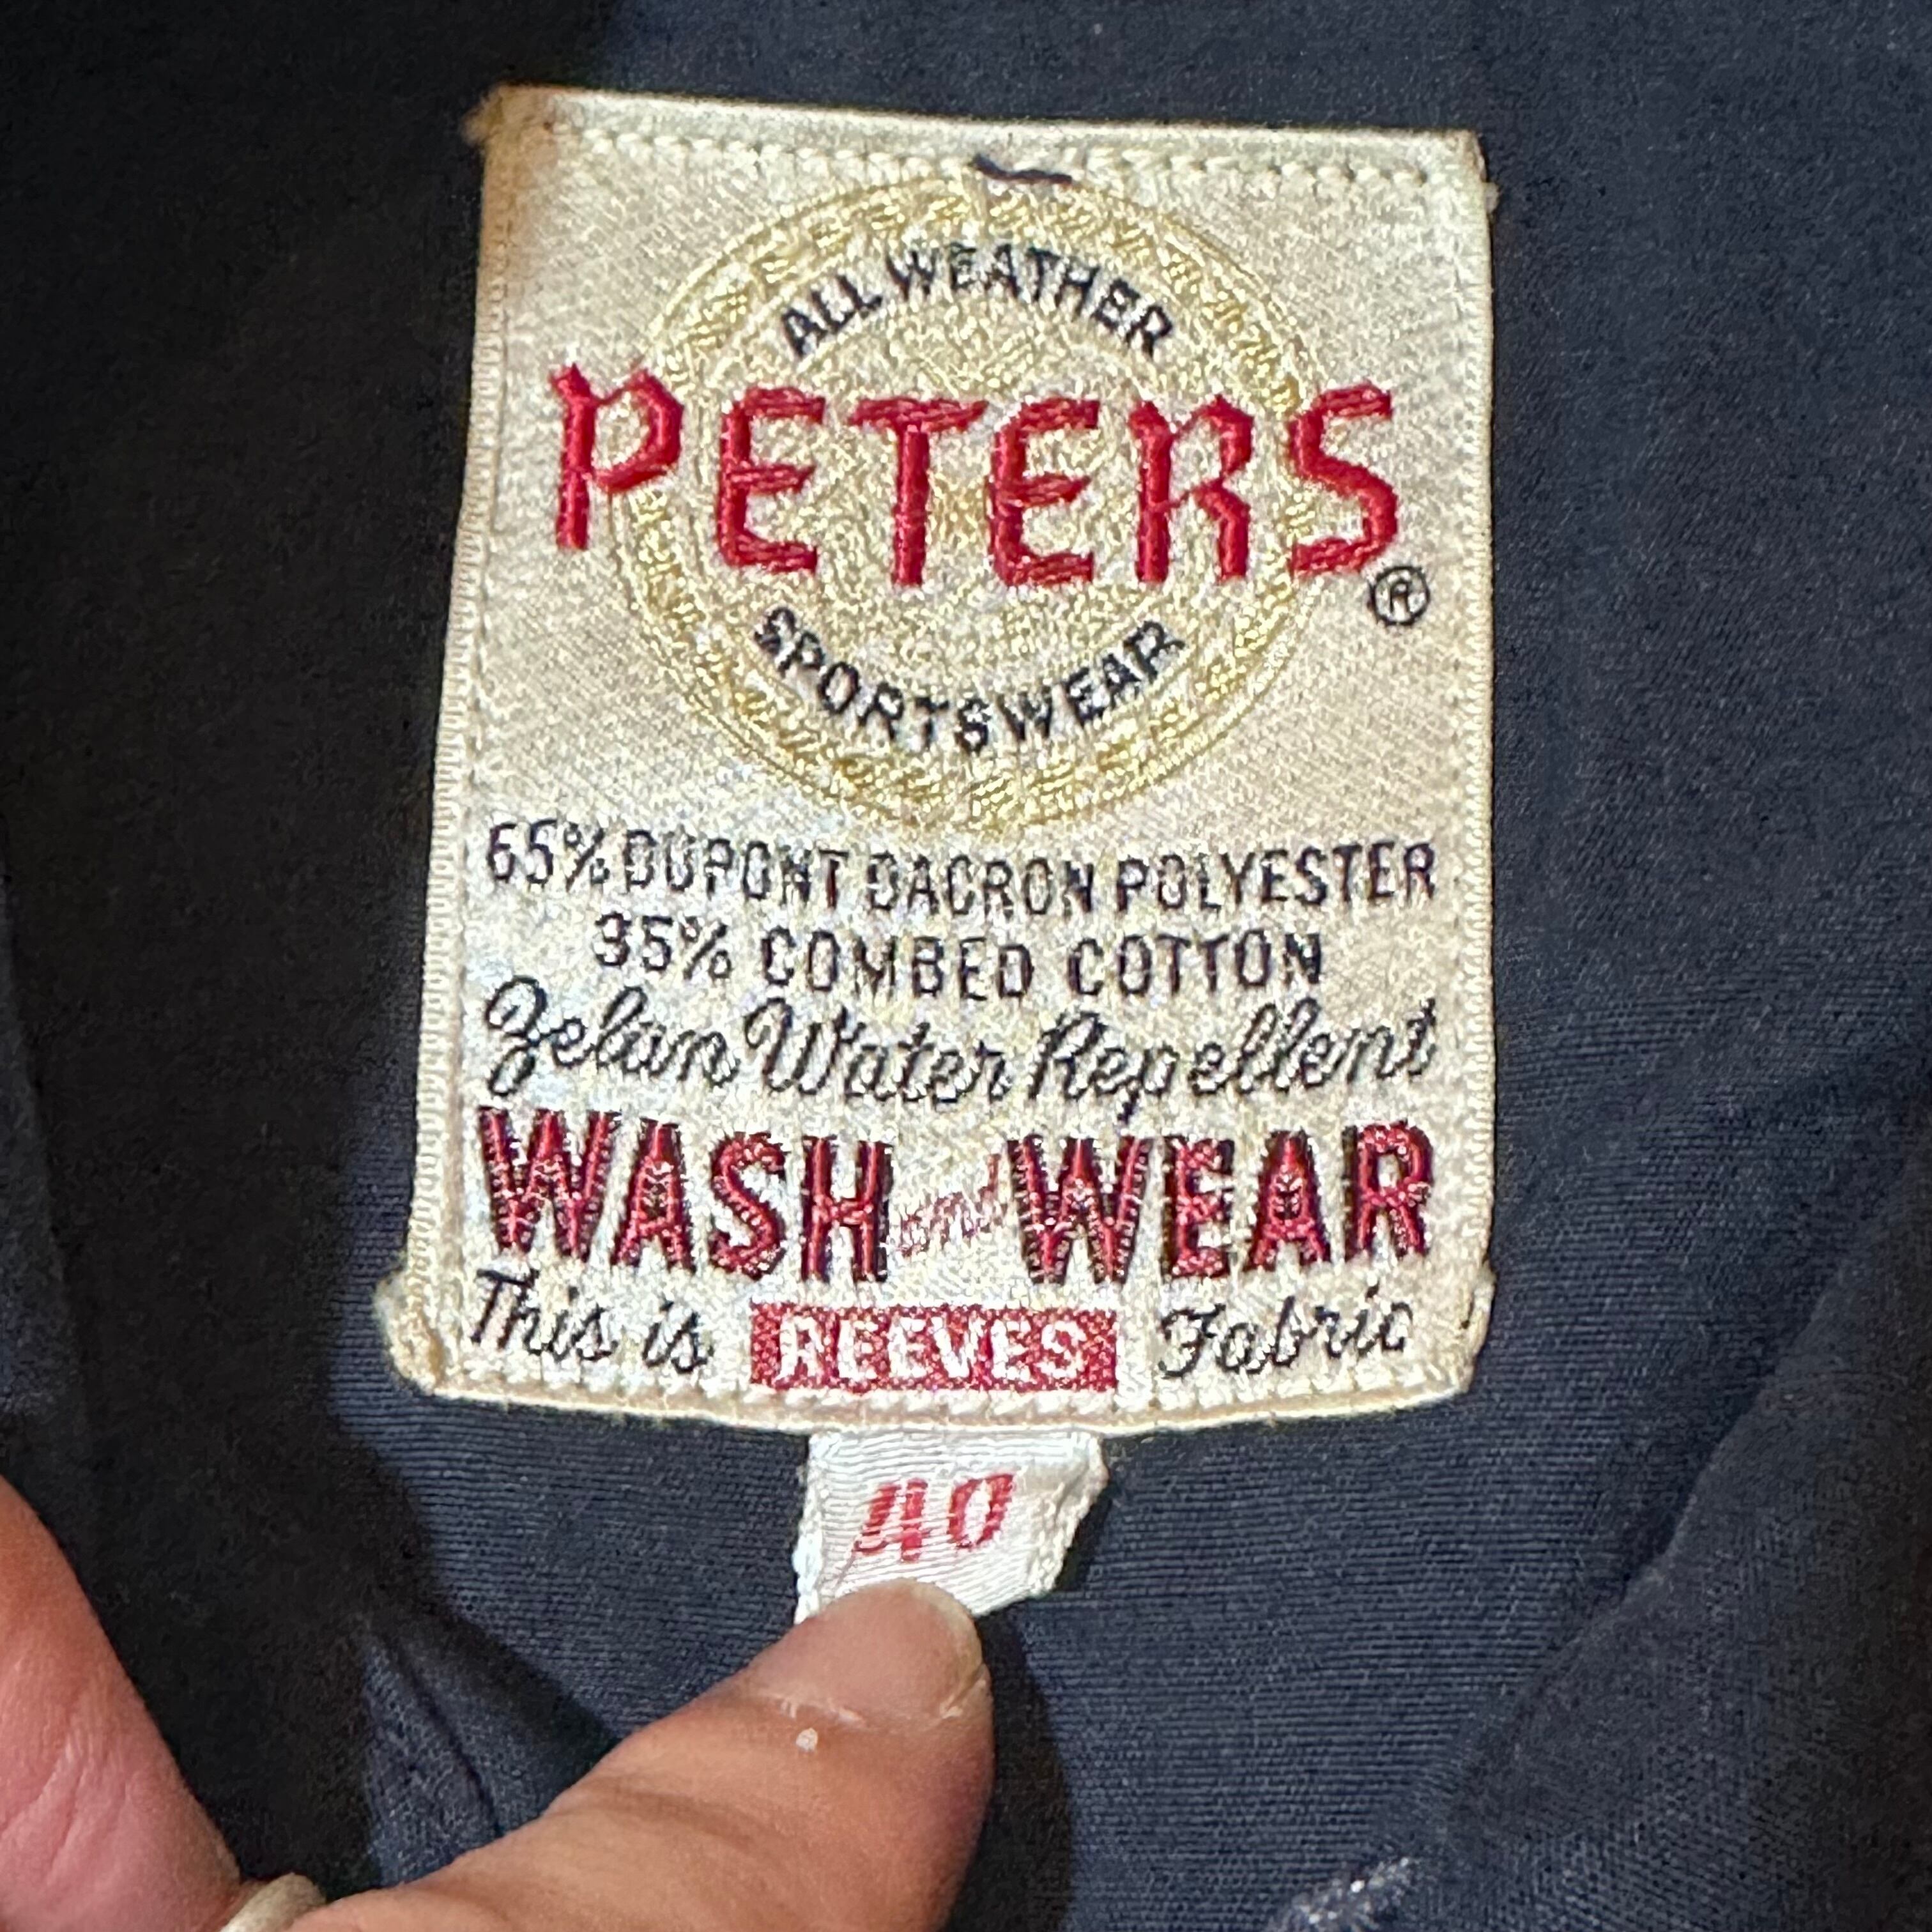 ALL WEATHER
PETERS
®
SPORTSWEAR
65% DUPONT DACRON POLYESTER
35% COMBED COTTON
Zelan Water Repellent
WASH and WEAR
This is REEVES Fabric
40